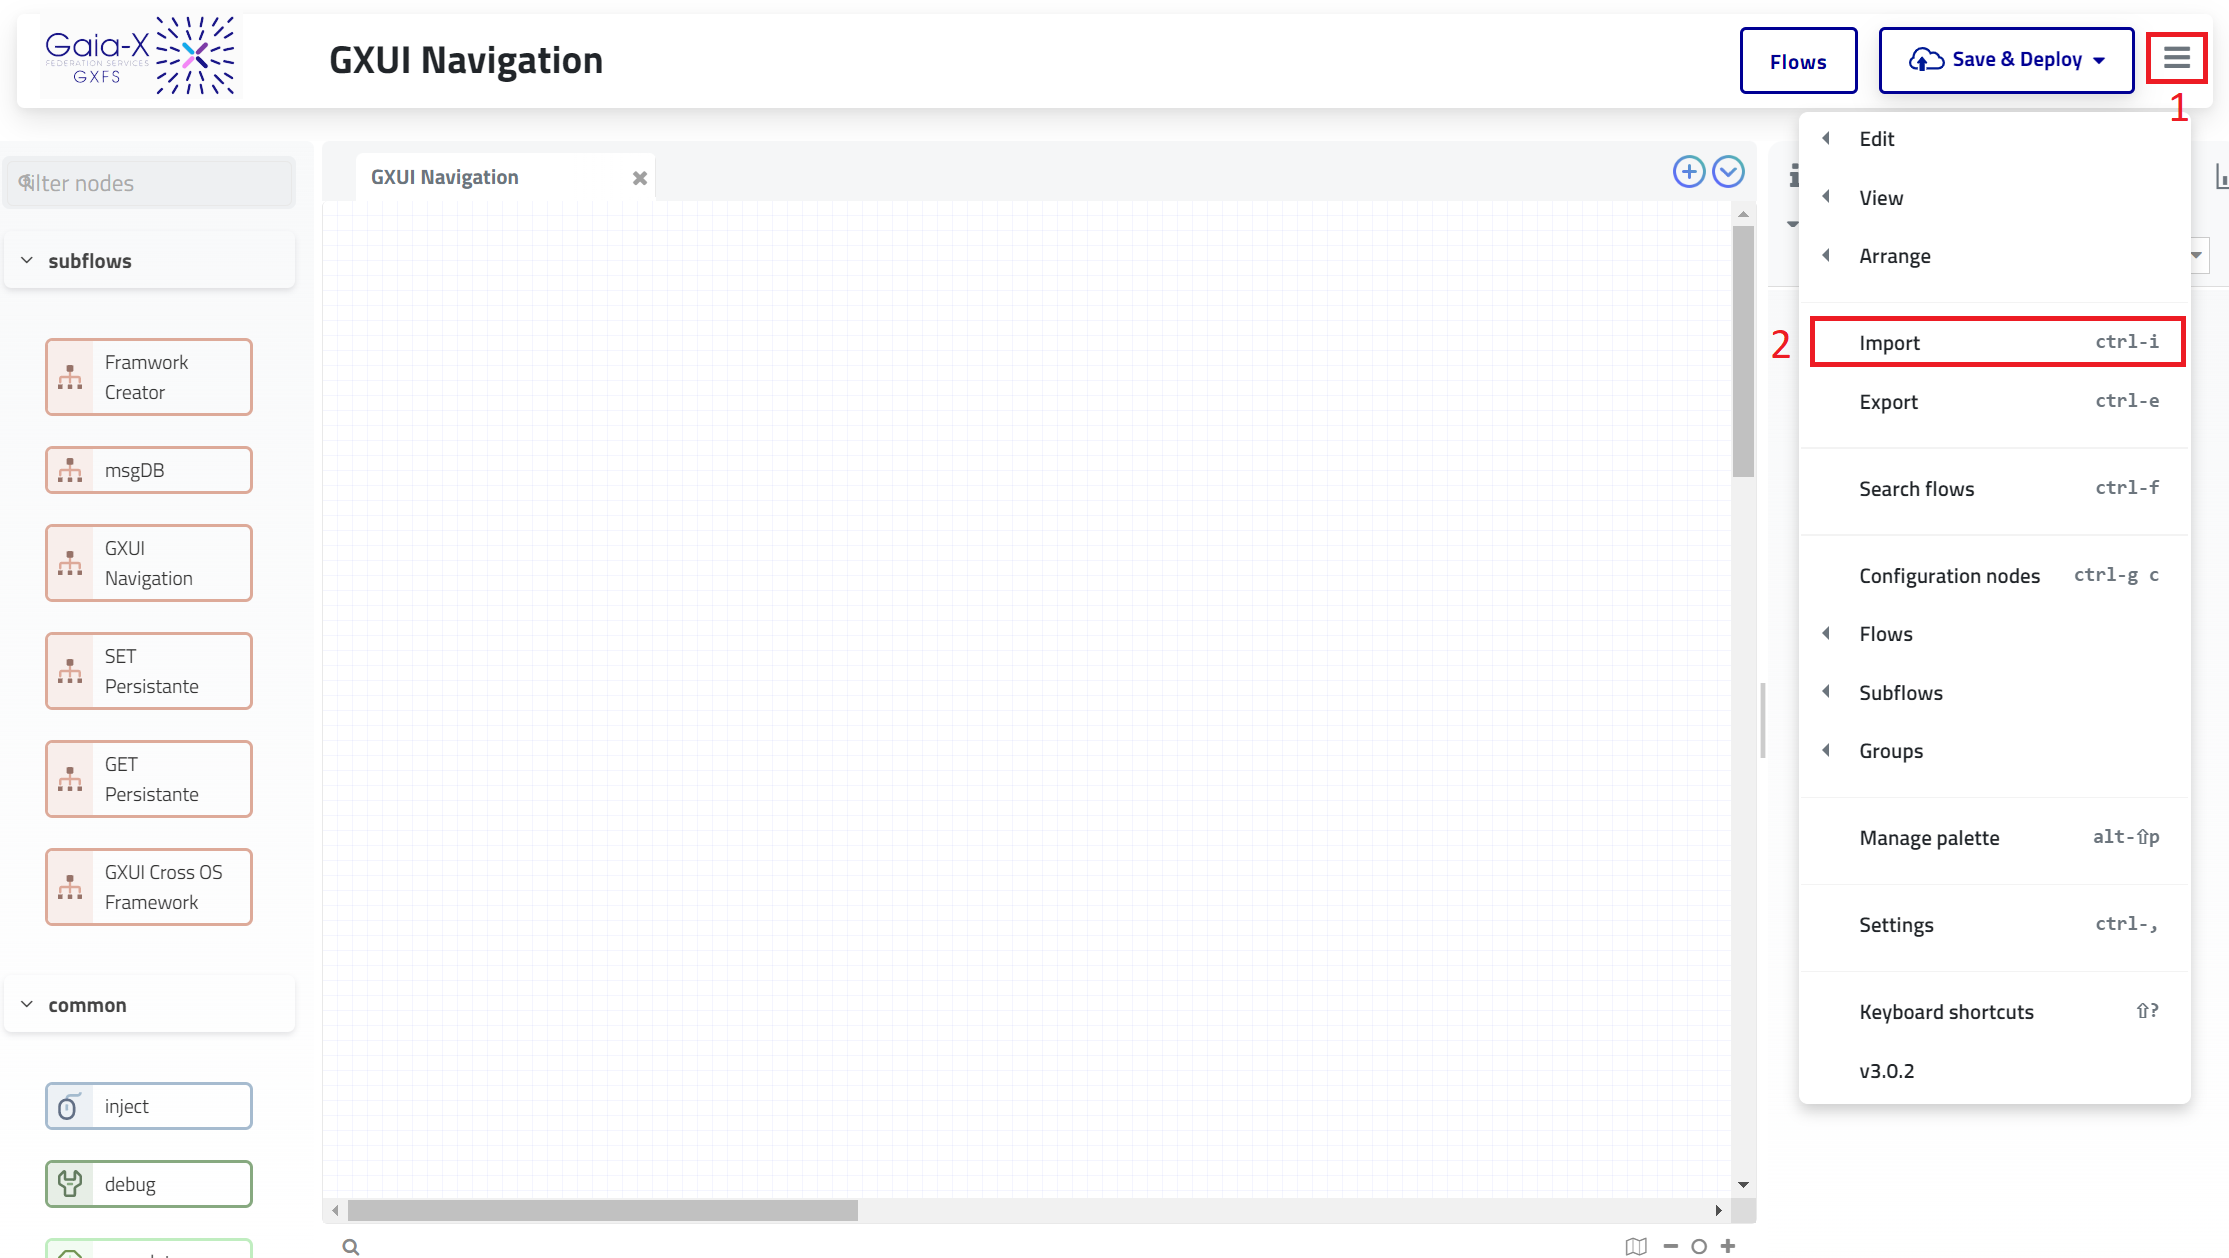 Gaia-X
FEDERATION SERVICES
GXFS
GXUI Navigation
Flows
Save & Deploy
1
filter nodes
GXUI Navigation
subflows
Framwork
Creator
msgDB
GXUI
Navigation
SET
Persistante
GET
Persistante
GXUI Cross OS
Framework
common
inject
debug
Edit
View
Arrange
2
Import ctrl-i
Export ctrl-e
Search flows ctrl-f
Configuration nodes ctrl-g c
Flows
Subflows
Groups
Manage palette alt-⇧p
Settings ctrl-,
Keyboard shortcuts ⇧?
v3.0.2